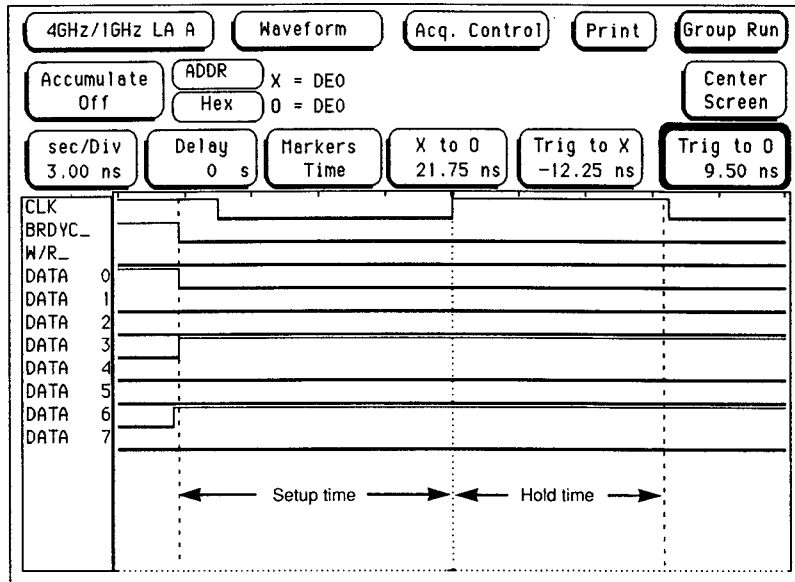 4GHz/1GHz LA A Waveform Acq. Control Print Group Run
Accumulate Off
ADDR X = DE0
Hex O = DE0
Center Screen
sec/Div 3.00 ns
Delay 0 s
Markers Time
X to O 21.75 ns
Trig to X -12.25 ns
Trig to O 9.50 ns
CLK
BRDYC_
W/R_
DATA 0
DATA 1
DATA 2
DATA 3
DATA 4
DATA 5
DATA 6
DATA 7
Setup time Hold time